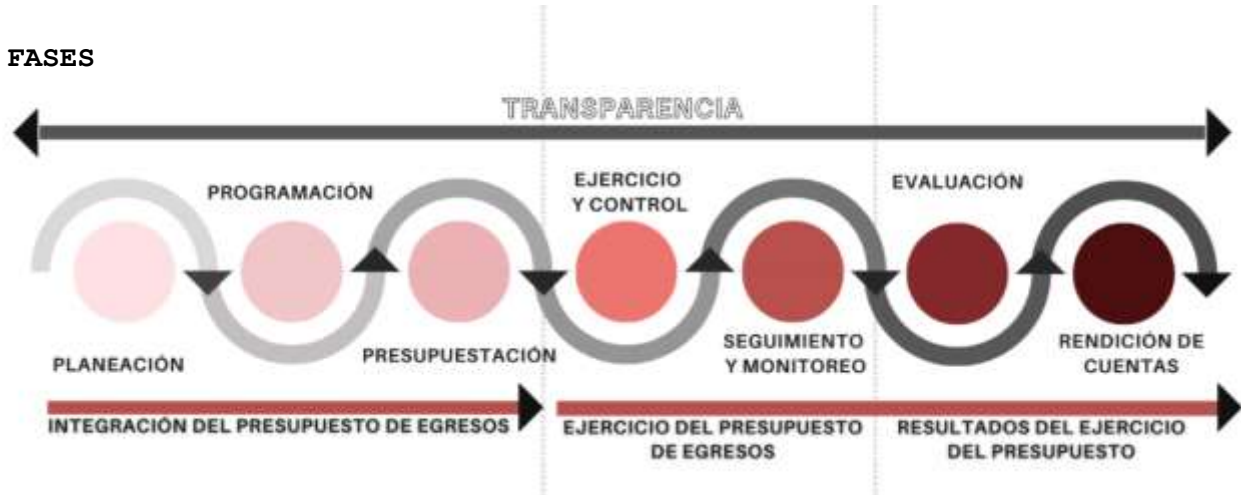 FASES
TRANSPARENCIA
PLANEACIÓN
PROGRAMACIÓN
PRESUPUESTACIÓN
EJERCICIO
Y CONTROL
SEGUIMIENTO
Y MONITOREO
EVALUACIÓN
RENDICIÓN DE
CUENTAS
INTEGRACIÓN DEL PRESUPUESTO DE EGRESOS
EJERCICIO DEL PRESUPUESTO
DE EGRESOS
RESULTADOS DEL EJERCICIO
DEL PRESUPUESTO